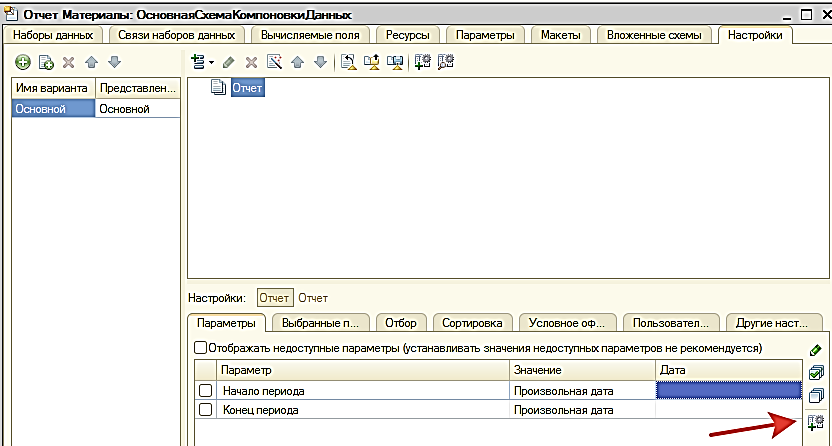 Отчет Материалы: ОсновнаяСхемаКомпоновкиДанных
Наборы данных Связи наборов данных Вычисляемые поля Ресурсы Параметры Макеты Вложенные схемы Настройки
Имя варианта Представлен...
Основной Основной
Отчет
Настройки: Отчет Отчет
Параметры Выбранные п... Отбор Сортировка Условное оф... Пользовател... Другие наст...
Отображать недоступные параметры (устанавливать значения недоступных параметров не рекомендуется)
Параметр Значение Дата
Начало периода Произвольная дата
Конец периода Произвольная дата